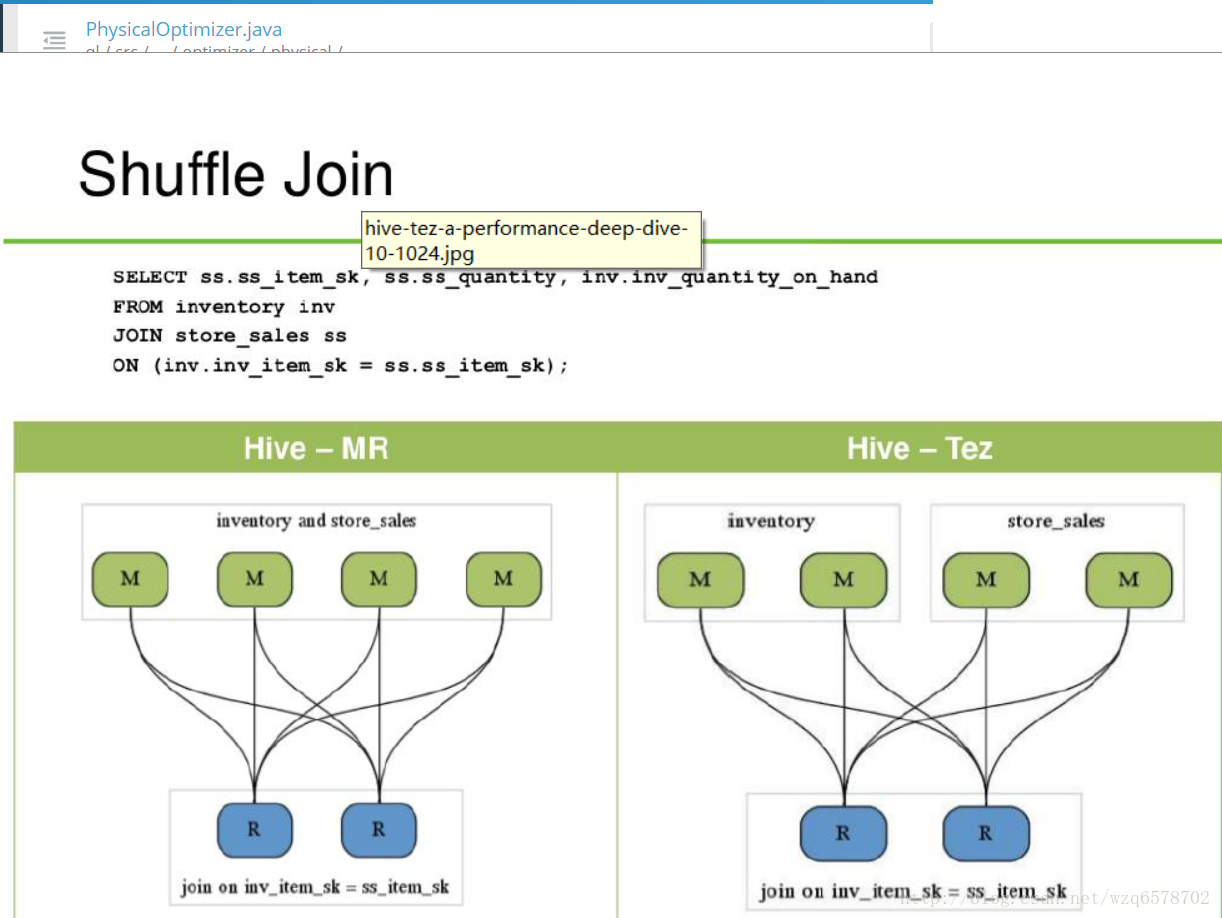 PhysicalOptimizer.java
ql / src / ... / optimizer / physical /
Shuffle Join
hive-tez-a-performance-deep-dive-
10-1024.jpg
SELECT ss.ss_item_sk, ss.ss_quantity, inv.inv_quantity_on_hand
FROM inventory inv
JOIN store_sales ss
ON (inv.inv_item_sk = ss.ss_item_sk);
Hive – MR
Hive – Tez
inventory and store_sales
M M M M
R R
join on inv_item_sk = ss_item_sk
inventory
store_sales
M M M M
R R
join on inv_item_sk = ss_item_sk
http://blog.csdn.net/wzq6578702